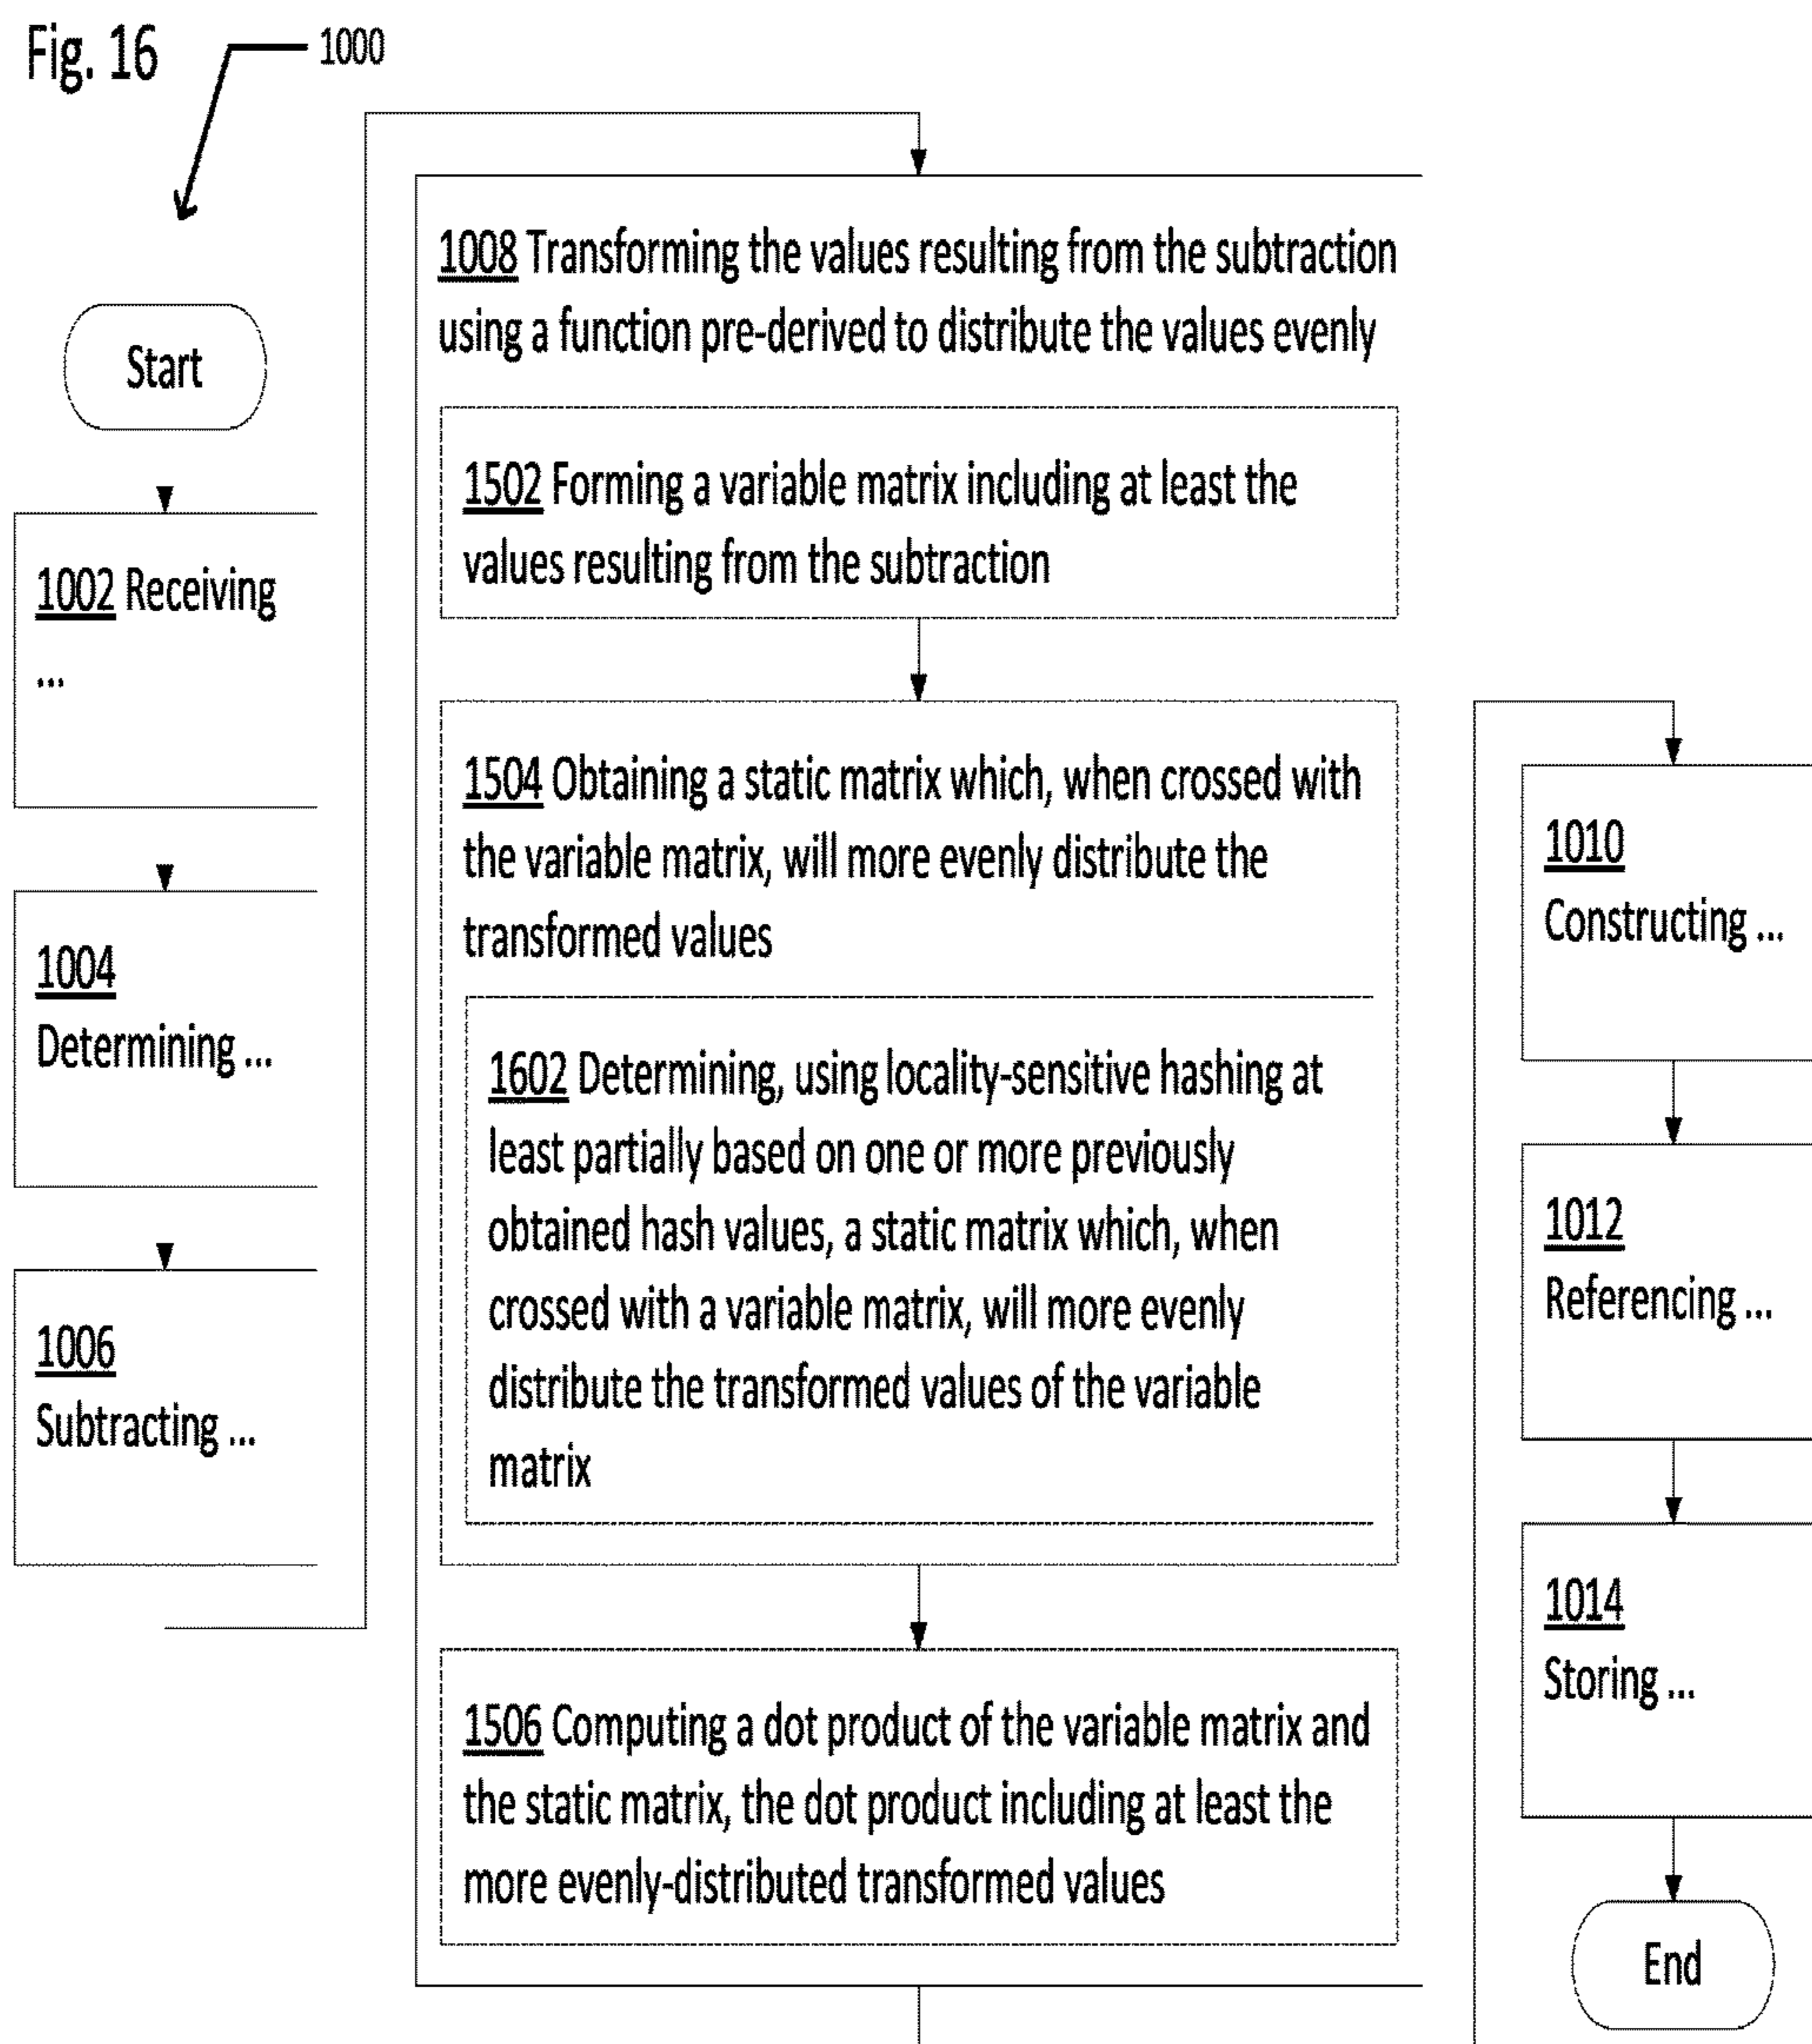 Fig. 16
1000
Start
1002 Receiving
...
1004
Determining ...
1006
Subtracting ...
1008 Transforming the values resulting from the subtraction
using a function pre-derived to distribute the values evenly
1502 Forming a variable matrix including at least the
values resulting from the subtraction
1504 Obtaining a static matrix which, when crossed with
the variable matrix, will more evenly distribute the
transformed values
1602 Determining, using locality-sensitive hashing at
least partially based on one or more previously
obtained hash values, a static matrix which, when
crossed with a variable matrix, will more evenly
distribute the transformed values of the variable
matrix
1506 Computing a dot product of the variable matrix and
the static matrix, the dot product including at least the
more evenly-distributed transformed values
1010
Constructing ...
1012
Referencing ...
1014
Storing ...
End